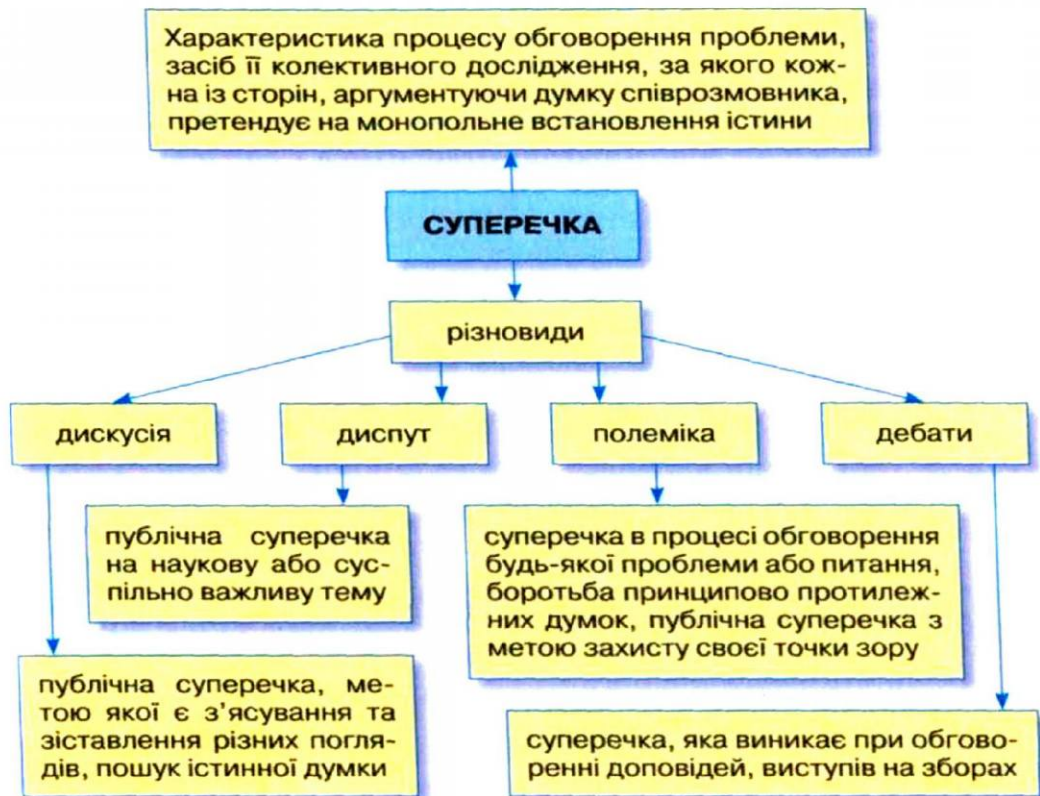 Характеристика процесу обговорення проблеми,
засіб її колективного дослідження, за якого кож-
на із сторін, аргументуючи думку співрозмовника,
претендує на монопольне встановлення істини
СУПЕРЕЧКА
різновиди
дискусія
диспут
полеміка
дебати
публічна суперечка
на наукову або сус-
пільно важливу тему
суперечка в процесі обговорення
будь-якої проблеми або питання,
боротьба принципово протилеж-
них думок, публічна суперечка з
метою захисту своєї точки зору
публічна суперечка, ме-
тою якої є з'ясування та
зіставлення різних погля-
дів, пошук істинної думки
суперечка, яка виникає при обгово-
ренні доповідей, виступів на зборах